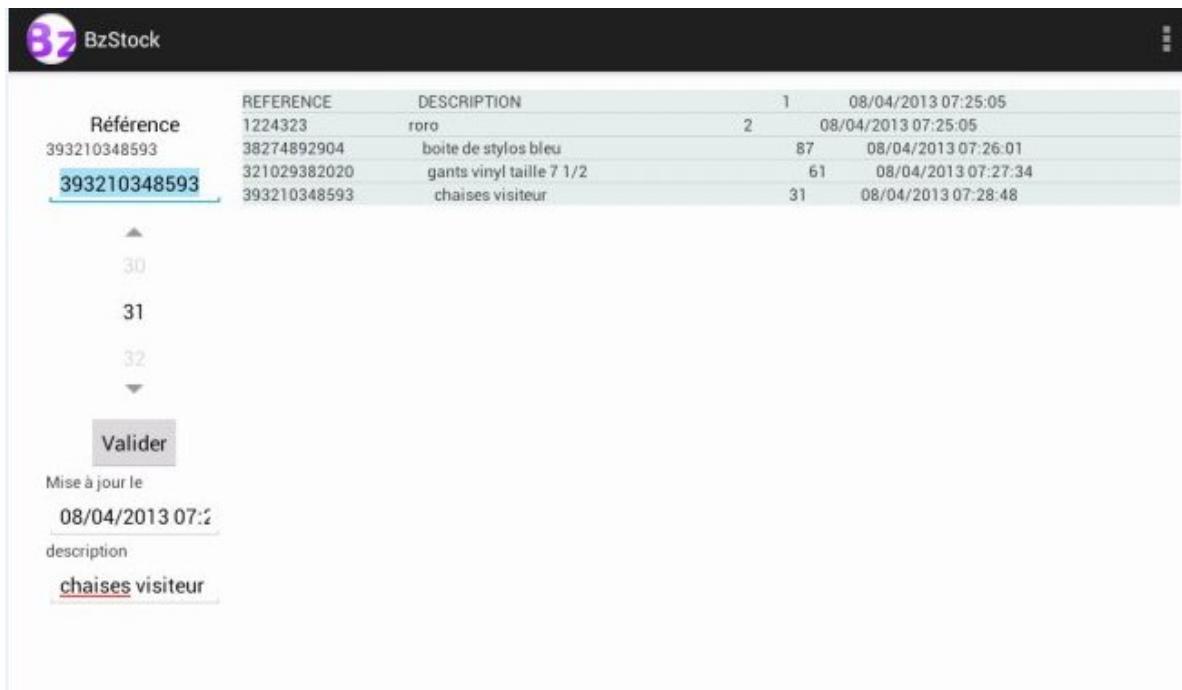 Bz BzStock
Référence
393210348593
393210348593
30
31
32
Valider
Mise à jour le
08/04/2013 07:2
description
chaises visiteur
REFERENCE DESCRIPTION 1 08/04/2013 07:25:05
1224323 roro 2 08/04/2013 07:25:05
38274892904 boite de stylos bleu 87 08/04/2013 07:26:01
321029382020 gants vinyl taille 7 1/2 61 08/04/2013 07:27:34
393210348593 chaises visiteur 31 08/04/2013 07:28:48